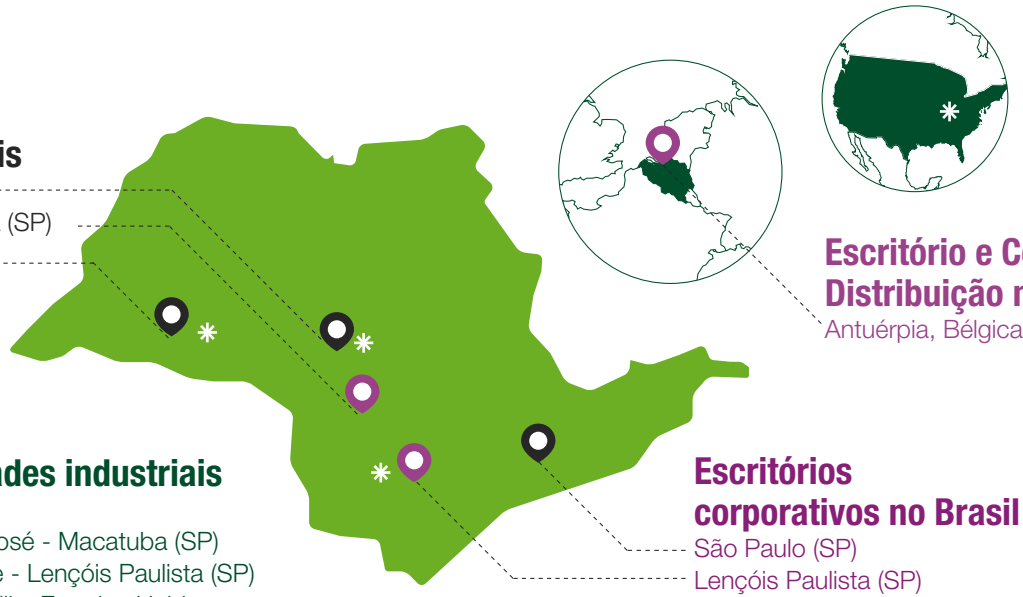 is
(SP)
Escritório e C
Distribuição
Antuérpia, Bélgica
ades industriais
osé - Macatuba (SP)
- Lençóis Paulista (SP)
Escritórios
corporativos no Brasil
São Paulo (SP)
Lençóis Paulista (SP)